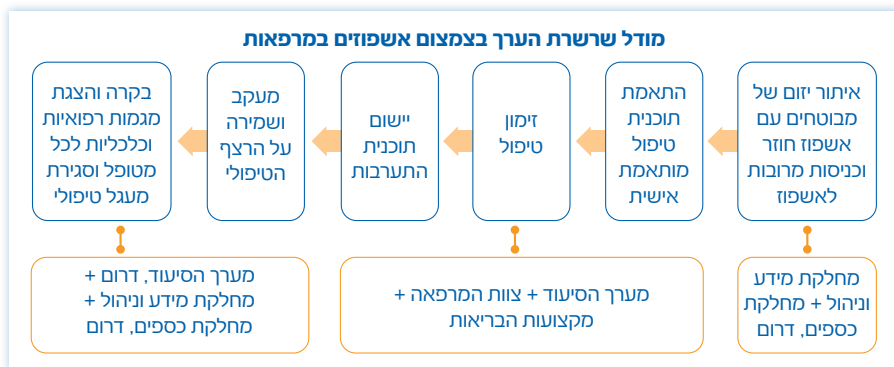 מודל שרשרת הערך בצמצום אשפוזים במרפאות
איתור יזום של
מבוטחים עם
אשפוז חוזר
וכניסות מרובות
לאשפוז
התאמת
תוכנית
טיפול
מותאמת
אישית
זימון
טיפול
יישום
תוכנית
התערבות
מעקב
ושמירה
על הרצף
הטיפולי
בקרה והצגת
מגמות רפואיות
וכלכליות לכל
מטופל וסגירת
מעגל טיפולי
מחלקת מידע
וניהול + מחלקת
כספים, דרום
מערך הסיעוד + צוות המרפאה +
מקצועות הבריאות
מערך הסיעוד, דרום +
מחלקת מידע וניהול +
מחלקת כספים, דרום